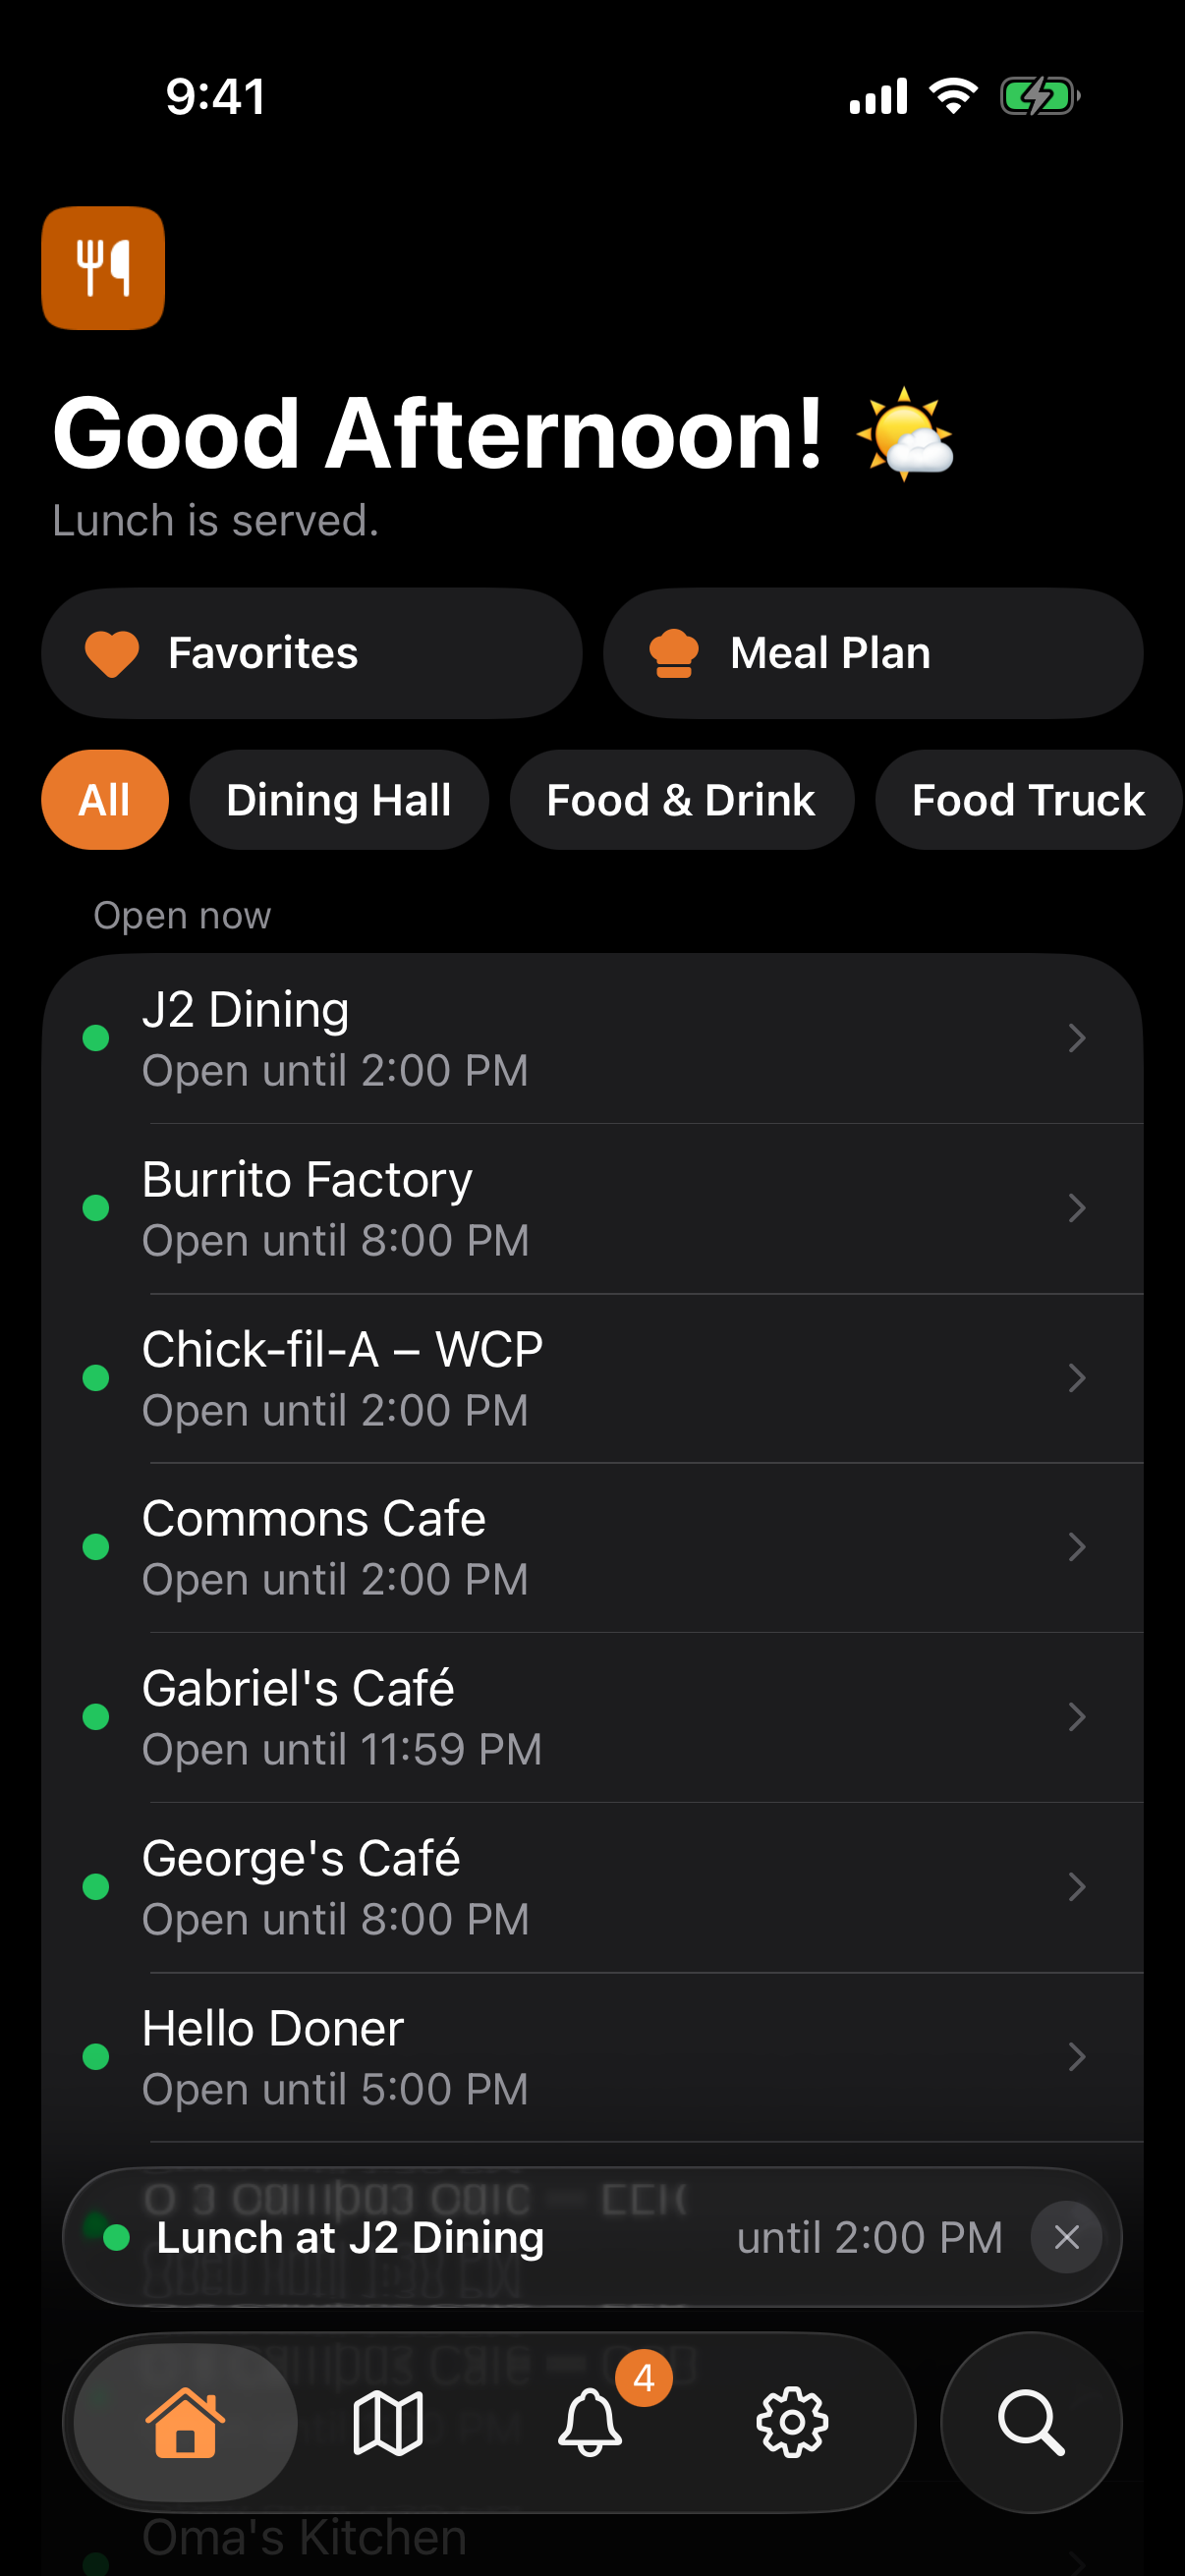 9:41
Good Afternoon! 🌤️
Lunch is served.
Favorites
Meal Plan
All
Dining Hall
Food & Drink
Food Truck
Open now
J2 Dining
Open until 2:00 PM
Burrito Factory
Open until 8:00 PM
Chick-fil-A – WCP
Open until 2:00 PM
Commons Cafe
Open until 2:00 PM
Gabriel's Café
Open until 11:59 PM
George's Café
Open until 8:00 PM
Hello Doner
Open until 5:00 PM
Lunch at J2 Dining
until 2:00 PM
4
Oma's Kitchen